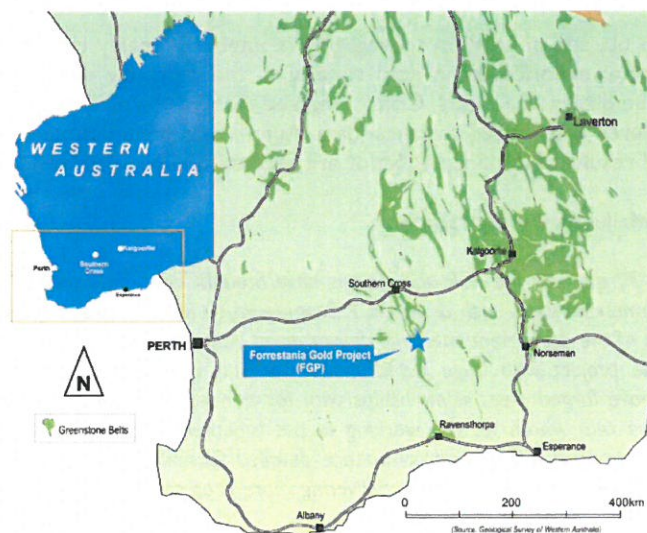 WESTERN
AUSTRALIA
Perth
Southern
Cross
Kalgoorlie
Esperance
Laverton
Kalgoorlie
Southern Cross
PERTH
Forrestania Gold Project
(FGP)
Norseman
N
Greenstone Belts
Ravensthorpe
Esperance
Albany
0
200
400km
(Source. Geological Survey of Western Australia)